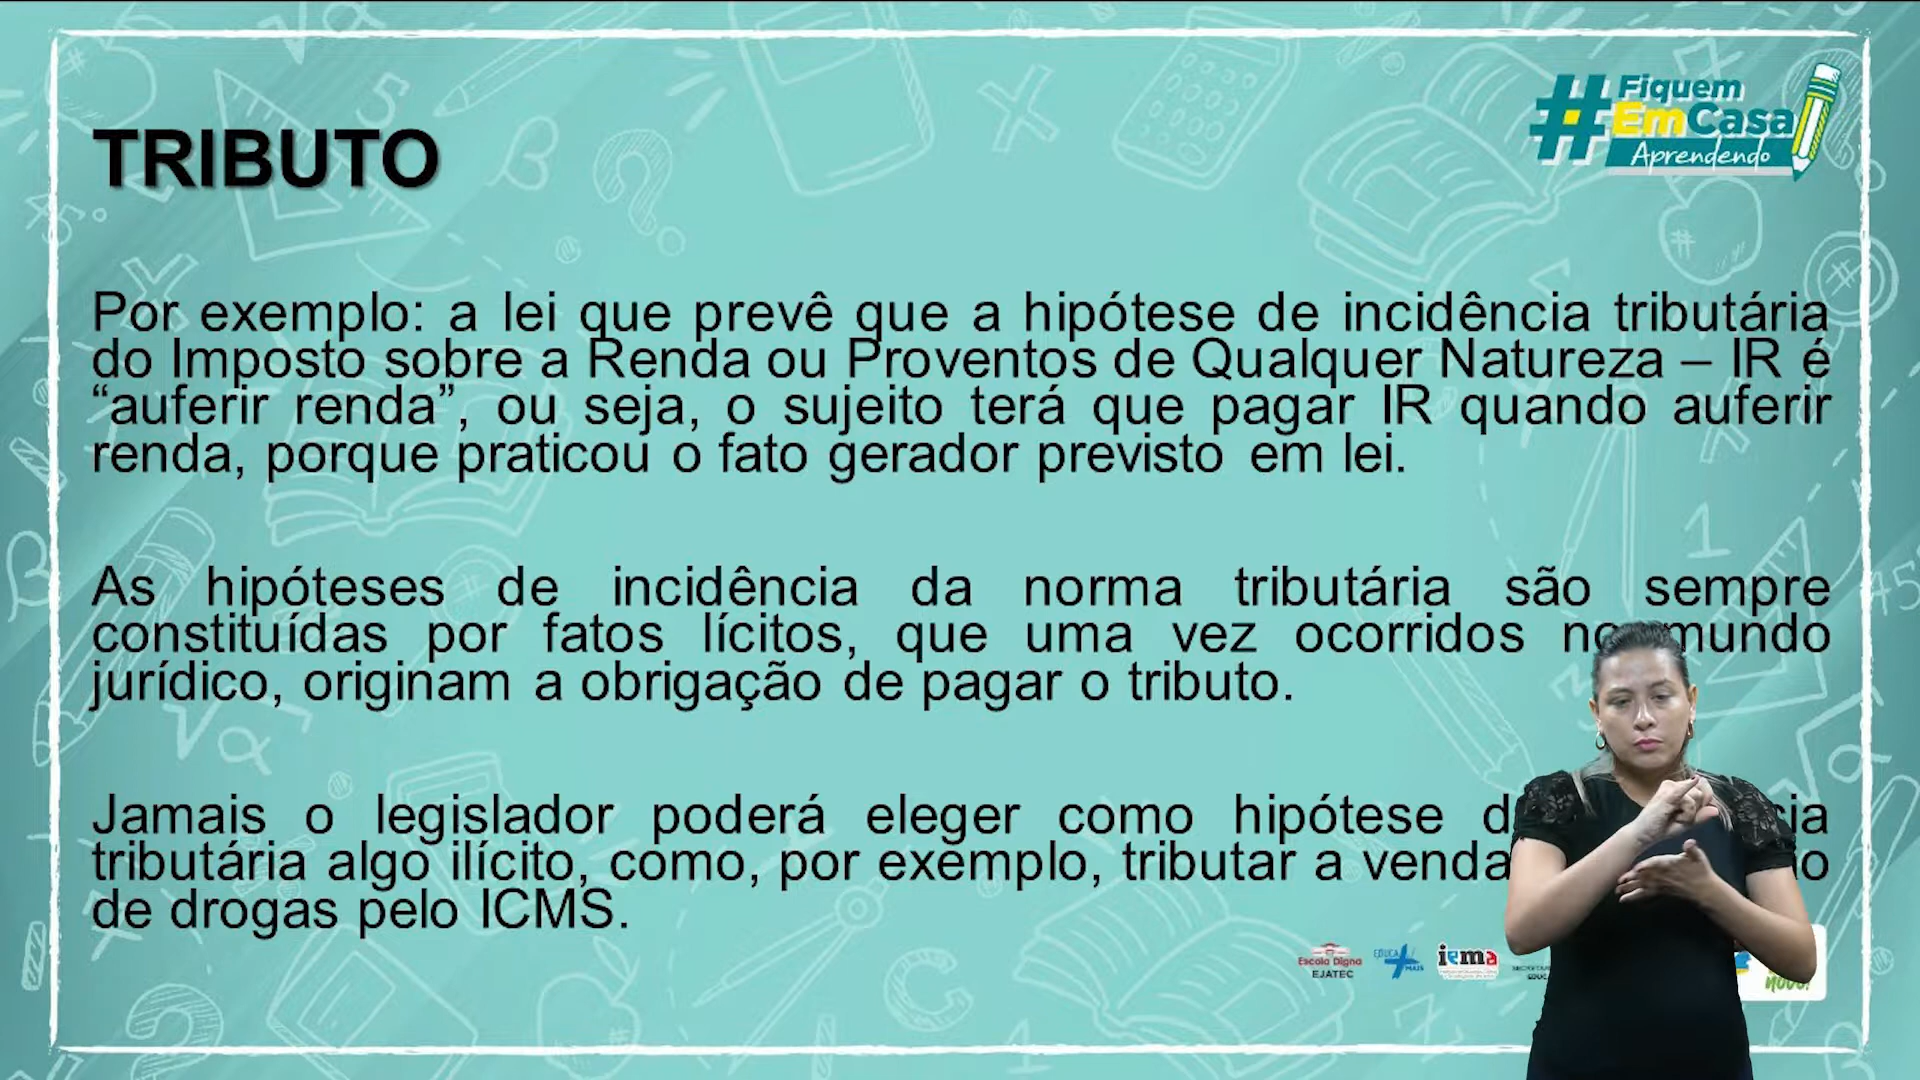 #Fiquem
EmCasa
Aprendendo
TRIBUTO
Por exemplo: a lei que prevê que a hipótese de incidência tributária
do Imposto sobre a Renda ou Proventos de Qualquer Natureza – IR é
“auferir renda”, ou seja, o sujeito terá que pagar IR quando auferir
renda, porque praticou o fato gerador previsto em lei.
As hipóteses de incidência da norma tributária são sempre
constituídas por fatos lícitos, que uma vez ocorridos no mundo
jurídico, originam a obrigação de pagar o tributo.
Jamais o legislador poderá eleger como hipótese
tributária algo ilícito, como, por exemplo, tributar a venda
de drogas pelo ICMS.
Escola Digna
EJATEC
EDUCA
MAIS
iema